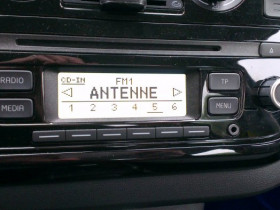 RADIO
MEDIA
CD-IN
FM1
ANTENNE
1 2 3 4 5 6
TP
MENU